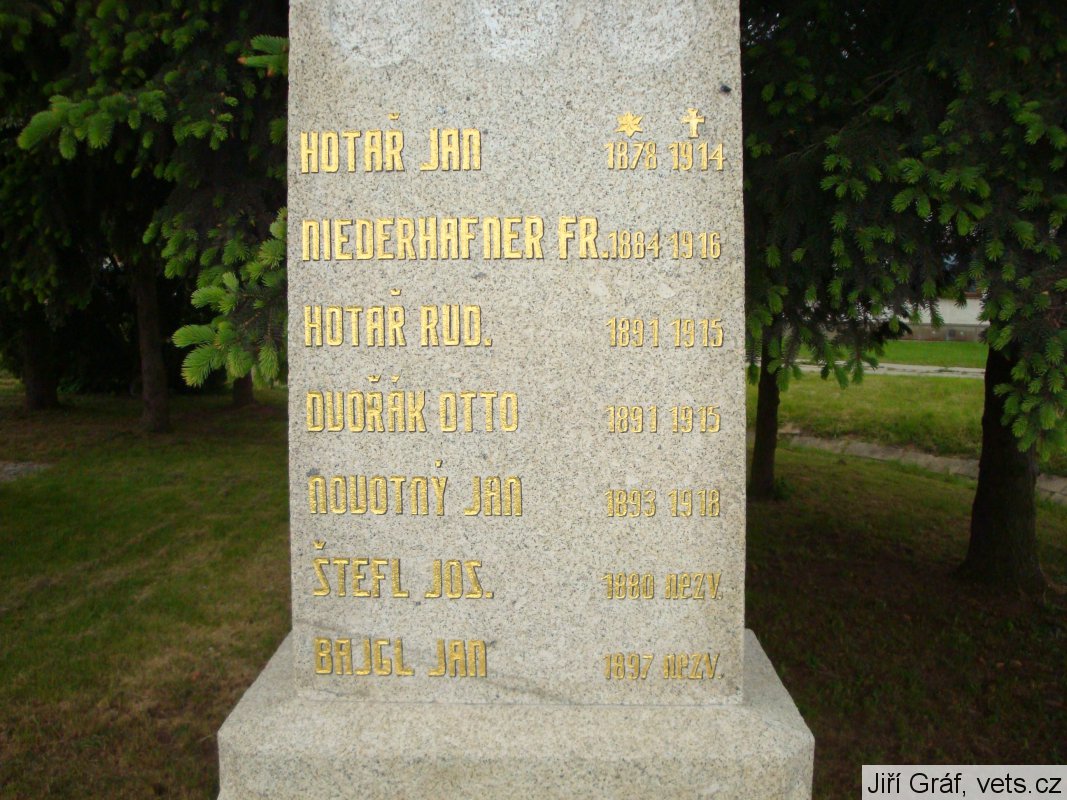 HOTAŘ JAN 1878 1914
NIEDERHAFNER FR. 1884 1916
HOTAŘ RUD. 1891 1915
DVOŘÁK OTTO 1891 1915
NOVOTNÝ JAN 1893 1918
ŠTEFL JOS. 1880 NEZV.
BAJGL JAN 1897 NEZV.
Jiří Gráf, vets.cz